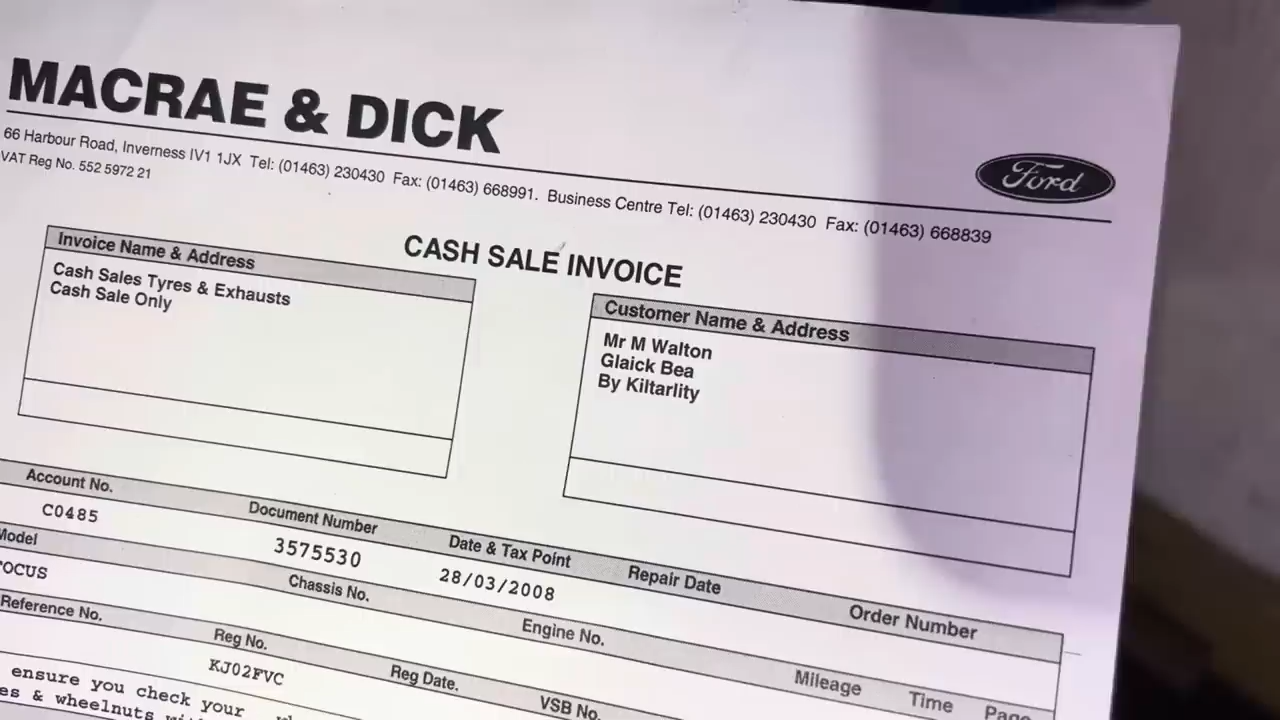 MACRAE & DICK
66 Harbour Road, Inverness IV1 1JX Tel: (01463) 230430 Fax: (01463) 668991. Business Centre Tel: (01463) 230430 Fax: (01463) 668839
VAT Reg No. 552 5972 21
Ford
CASH SALE INVOICE
Invoice Name & Address
Cash Sales Tyres & Exhausts
Cash Sale Only
Customer Name & Address
Mr M Walton
Glaick Bea
By Kiltarlity
Account No. Document Number Date & Tax Point Repair Date Order Number
C0485 3575530 28/03/2008
Model Chassis No. Engine No. Mileage Time Page
OCUS
Reference No. Reg No. Reg Date. VSB No.
KJ02FVC
ensure you check your
es & wheelnuts